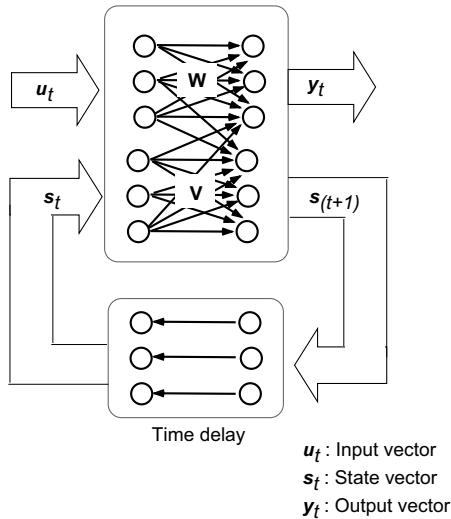 W
u_t
y_t
V
s_t
s_(t+1)
Time delay
u_t : Input vector
s_t : State vector
y_t : Output vector